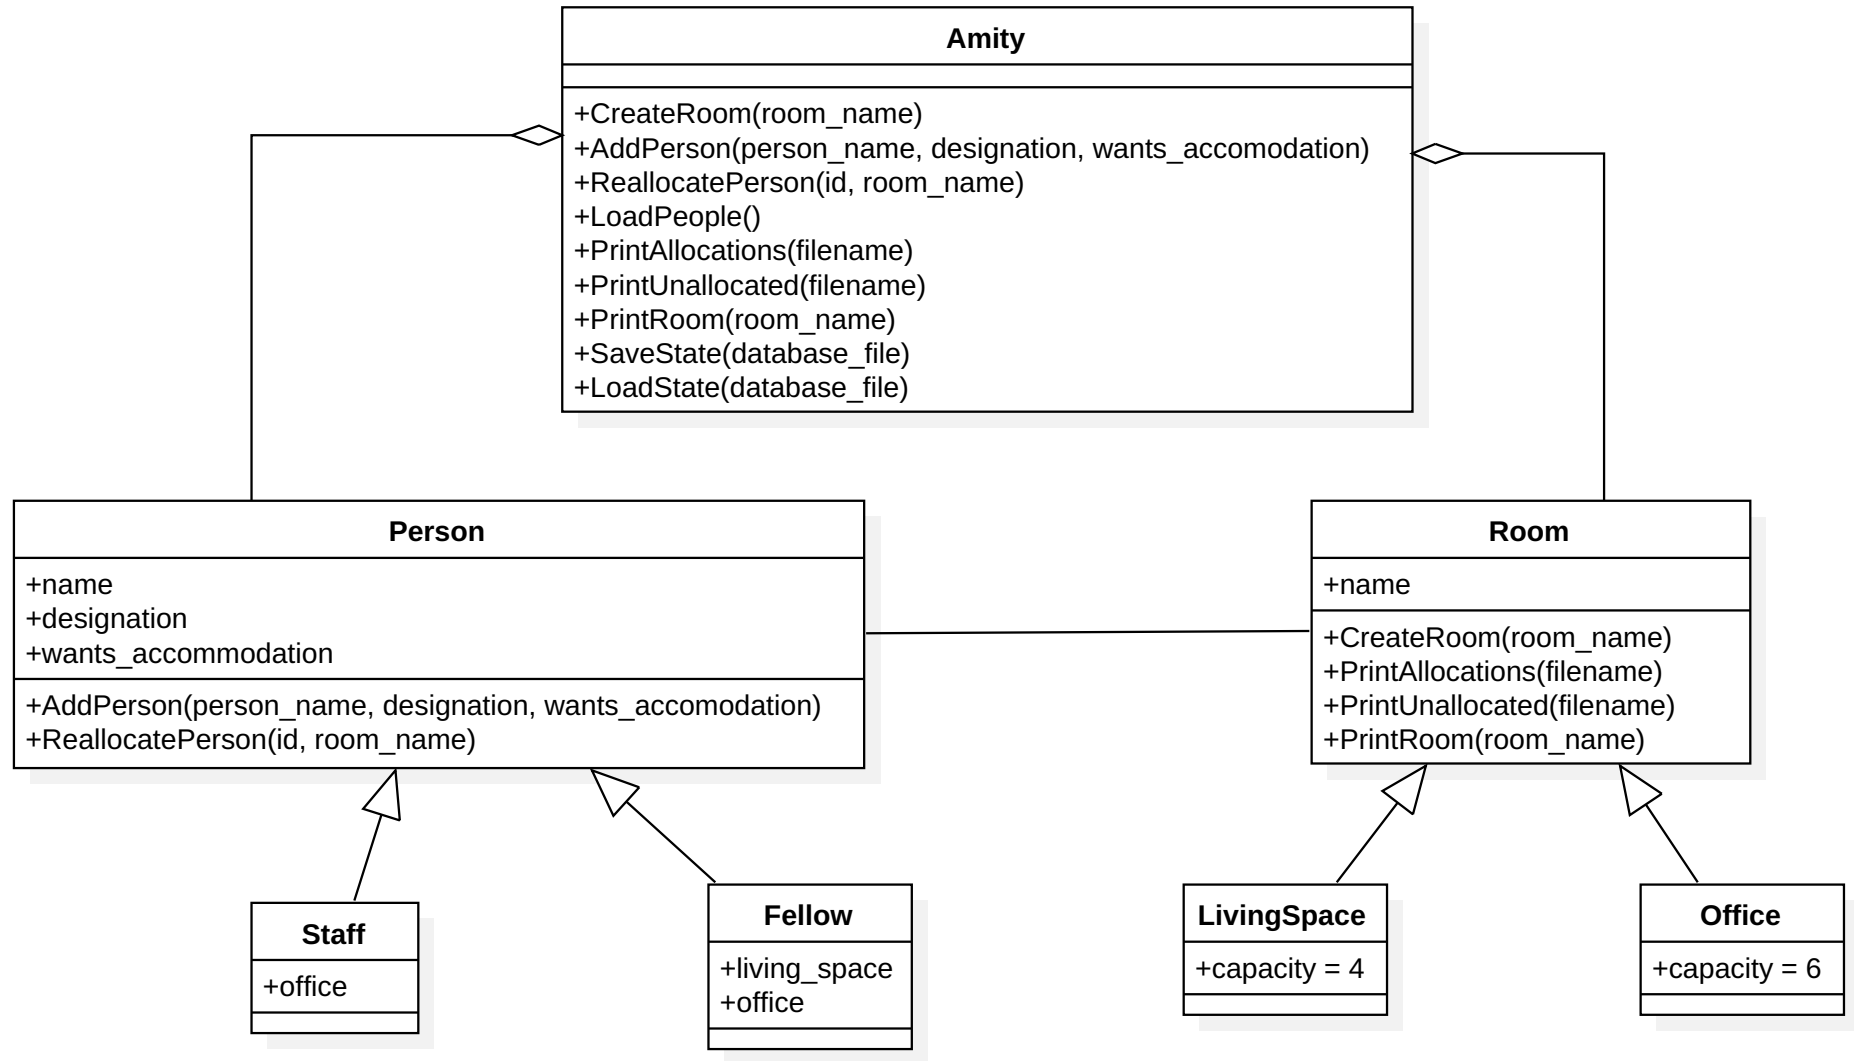 Amity
+CreateRoom(room_name)
+AddPerson(person_name, designation, wants_accomodation)
+ReallocatePerson(id, room_name)
+LoadPeople()
+PrintAllocations(filename)
+PrintUnallocated(filename)
+PrintRoom(room_name)
+SaveState(database_file)
+LoadState(database_file)
Person
+name
+designation
+wants_accommodation
+AddPerson(person_name, designation, wants_accomodation)
+ReallocatePerson(id, room_name)
Room
+name
+CreateRoom(room_name)
+PrintAllocations(filename)
+PrintUnallocated(filename)
+PrintRoom(room_name)
Staff
+office
Fellow
+living_space
+office
LivingSpace
+capacity = 4
Office
+capacity = 6